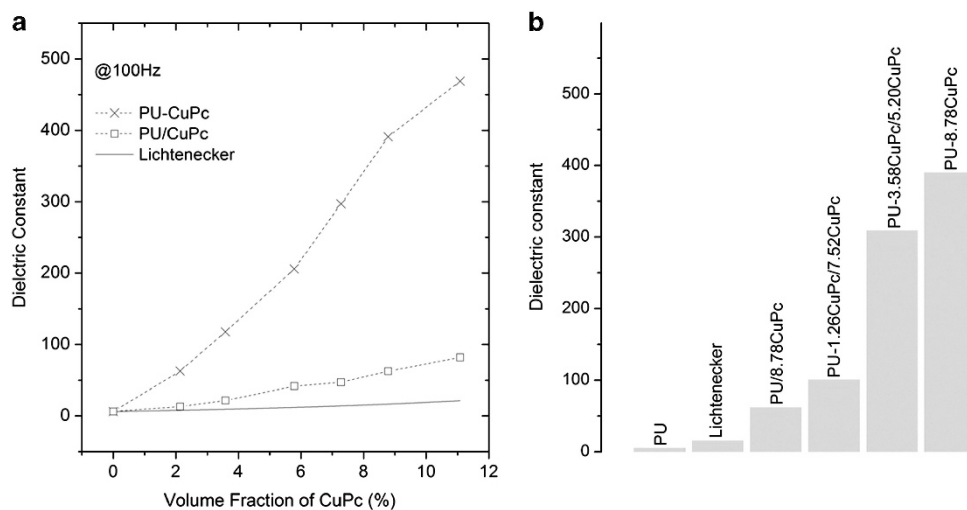 a
@100Hz
PU-CuPc
PU/CuPc
Lichtenecker
Dielctric Constant
500
400
300
200
100
0
0 2 4 6 8 10 12
Volume Fraction of CuPc (%)
b
Dielectric constant
500
400
300
200
100
0
PU
Lichtenecker
PU/8.78CuPc
PU-1.26CuPc/7.52CuPc
PU-3.58CuPc/5.20CuPc
PU-8.78CuPc